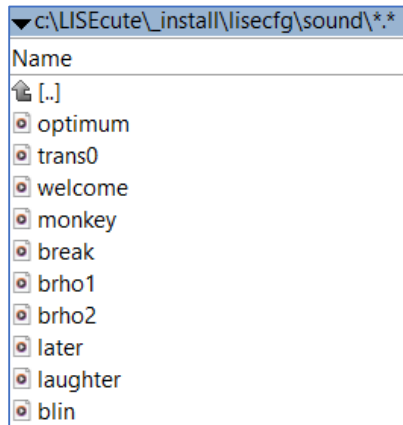 c:\LISEcute\_install\lisecfg\sound\*.*
Name
[..]
optimum
trans0
welcome
monkey
break
brho1
brho2
later
laughter
blin